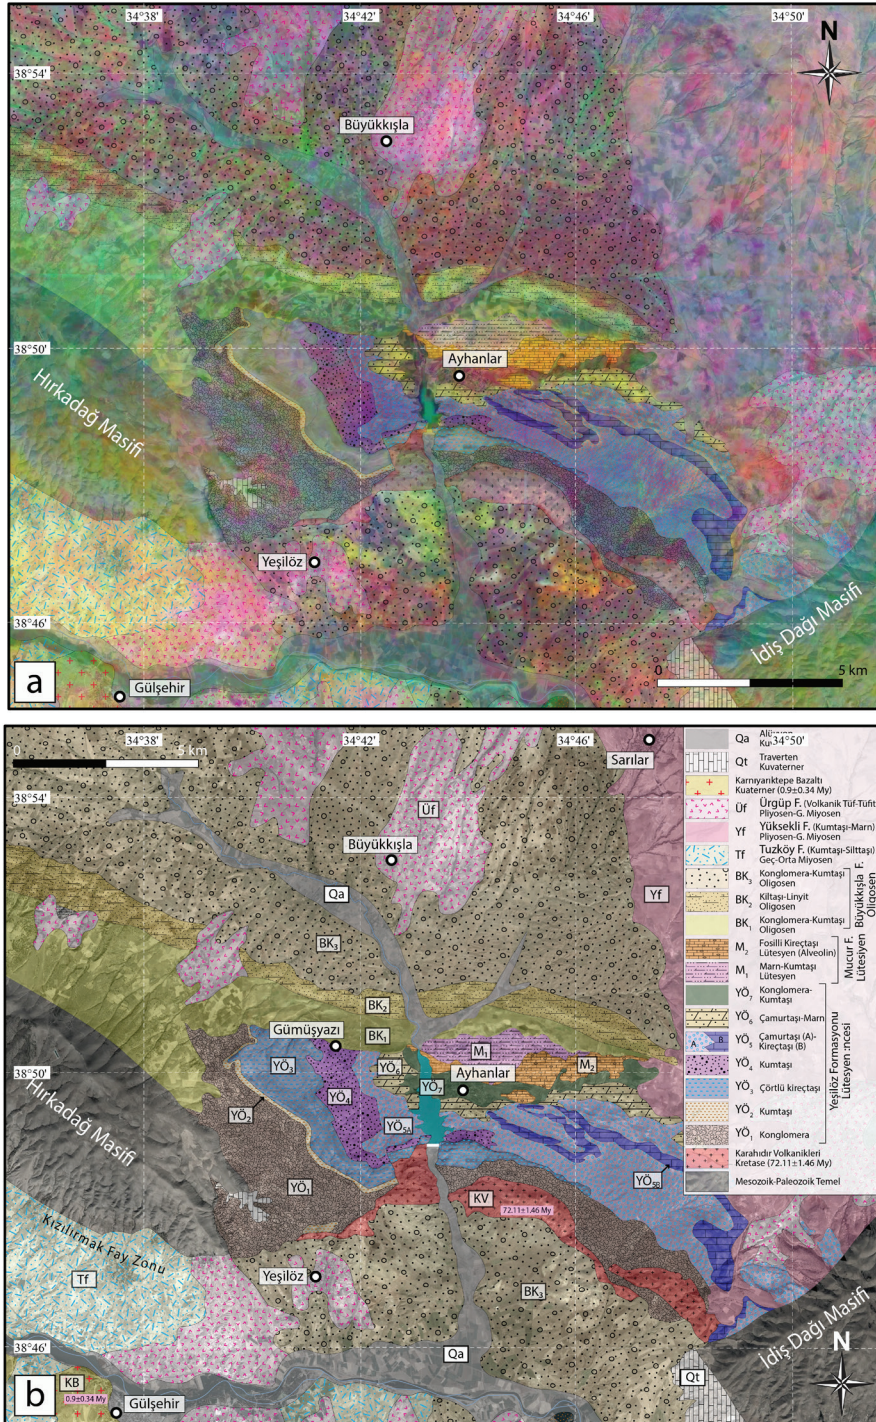 34°38'
34°42'
34°46'
34°50'
N
38°54'
Büyükkışla
38°50'
Ayhanlar
Hırkadağ Masifi
Yeşilöz
38°46'
İdiş Dağı Masifi
0
5 km
a
Gülşehir
34°38'
34°42'
34°46'
34°50'
0
5 km
Sarılar
38°54'
Üf
Büyükkışla
Qa
Yf
BK3
BK2
Gümüşyazı
BK1
M1
38°50'
YÖ3
YÖ6
M2
Ayhanlar
YÖ7
YÖ4
YÖ2
YÖ5A
Hırkadağ Masifi
YÖ5B
YÖ1
KV
72.11±1.46 My
Kızılırmak Fay Zonu
Yeşilöz
Tf
BK3
38°46'
İdiş Dağı Masifi
Qa
N
Qt
KB
0.9±0.34 My
b
Gülşehir
Qa
Qt Traverten
Kuvaterner
Karnıyarıktepe Bazaltı
Kuaterner (0.9±0.34 My)
Üf Ürgüp F. (Volkanik Tüf-Tüfit)
Pliyosen-G. Miyosen
Yf Yüksekli F. (Kumtaşı-Marn)
Pliyosen-G. Miyosen
Tf Tuzköy F. (Kumtaşı-Silttaşı)
Geç-Orta Miyosen
BK3 Konglomera-Kumtaşı
Oligosen
BK2 Kiltaşı-Linyit
Oligosen
BK1 Konglomera-Kumtaşı
Oligosen
Büyükkışla F.
Oligosen
M2 Fosilli Kireçtaşı
Lütesiyen (Alveolin)
M1 Marn-Kumtaşı
Lütesiyen
Mucur F.
Lütesiyen
YÖ7 Konglomera-
Kumtaşı
YÖ6 Çamurtaşı-Marn
A
B
YÖ5 Çamurtaşı (A)-
Kireçtaşı (B)
YÖ4 Kumtaşı
YÖ3 Çörtlü kireçtaşı
YÖ2 Kumtaşı
YÖ1 Konglomera
Yeşilöz Formasyonu
Lütesiyen
Karahıdır Volkanikleri
Kretase (72.11±1.46 My)
Mesozoik-Paleozoik Temel